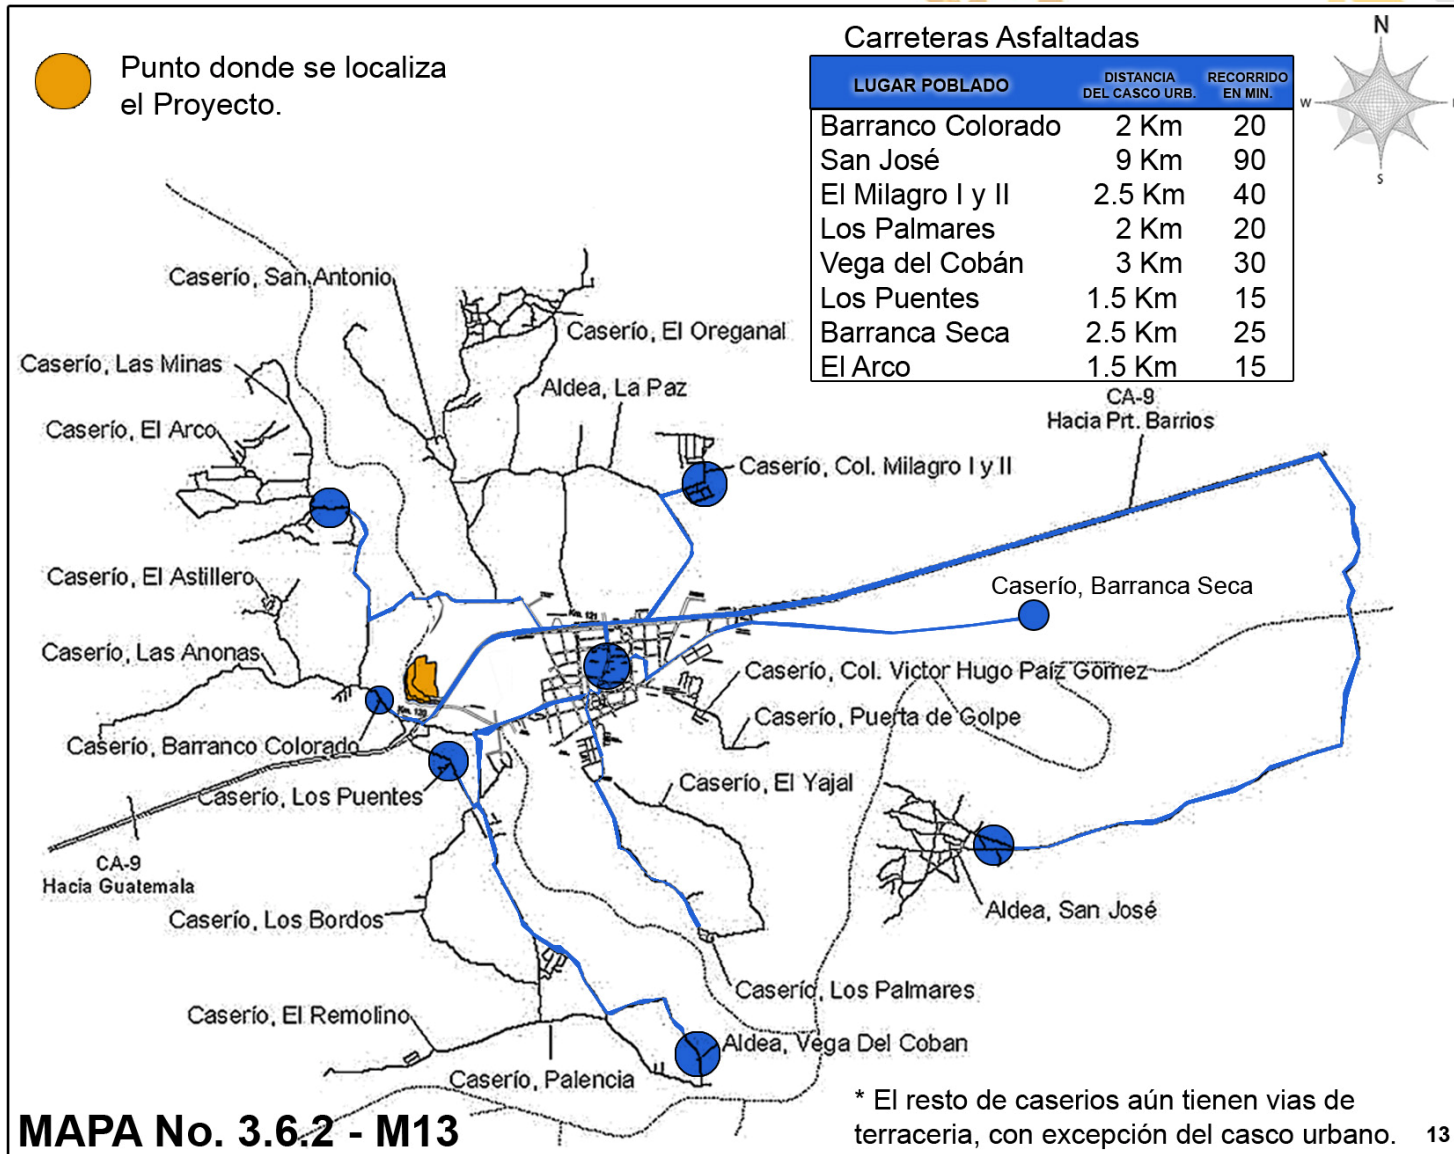 Punto donde se localiza
el Proyecto.
Carreteras Asfaltadas
LUGAR POBLADO DISTANCIA DEL CASCO URB. RECORRIDO EN MIN.
Barranco Colorado 2 Km 20
San José 9 Km 90
El Milagro I y II 2.5 Km 40
Los Palmares 2 Km 20
Vega del Cobán 3 Km 30
Los Puentes 1.5 Km 15
Barranca Seca 2.5 Km 25
El Arco 1.5 Km 15
N
W
S
CA-9
Hacia Prt. Barrios
Caserío, San Antonio
Caserío, El Oreganal
Caserío, Las Minas
Aldea, La Paz
Caserío, El Arco
Caserío, Col. Milagro I y II
Caserío, El Astillero
Caserío, Barranca Seca
Km. 121
Caserío, Las Anonas
Caserío, Col. Victor Hugo Paíz Gomez
Caserío, Puerta de Golpe
Caserío, Barranco Colorado
Caserío, Los Puentes
Caserío, El Yajal
CA-9
Hacia Guatemala
Caserío, Los Bordos
Aldea, San José
Caserío, Los Palmares
Caserío, El Remolino
Aldea, Vega Del Coban
Caserío, Palencia
MAPA No. 3.6.2 - M13
* El resto de caserios aún tienen vias de
terraceria, con excepción del casco urbano.
13